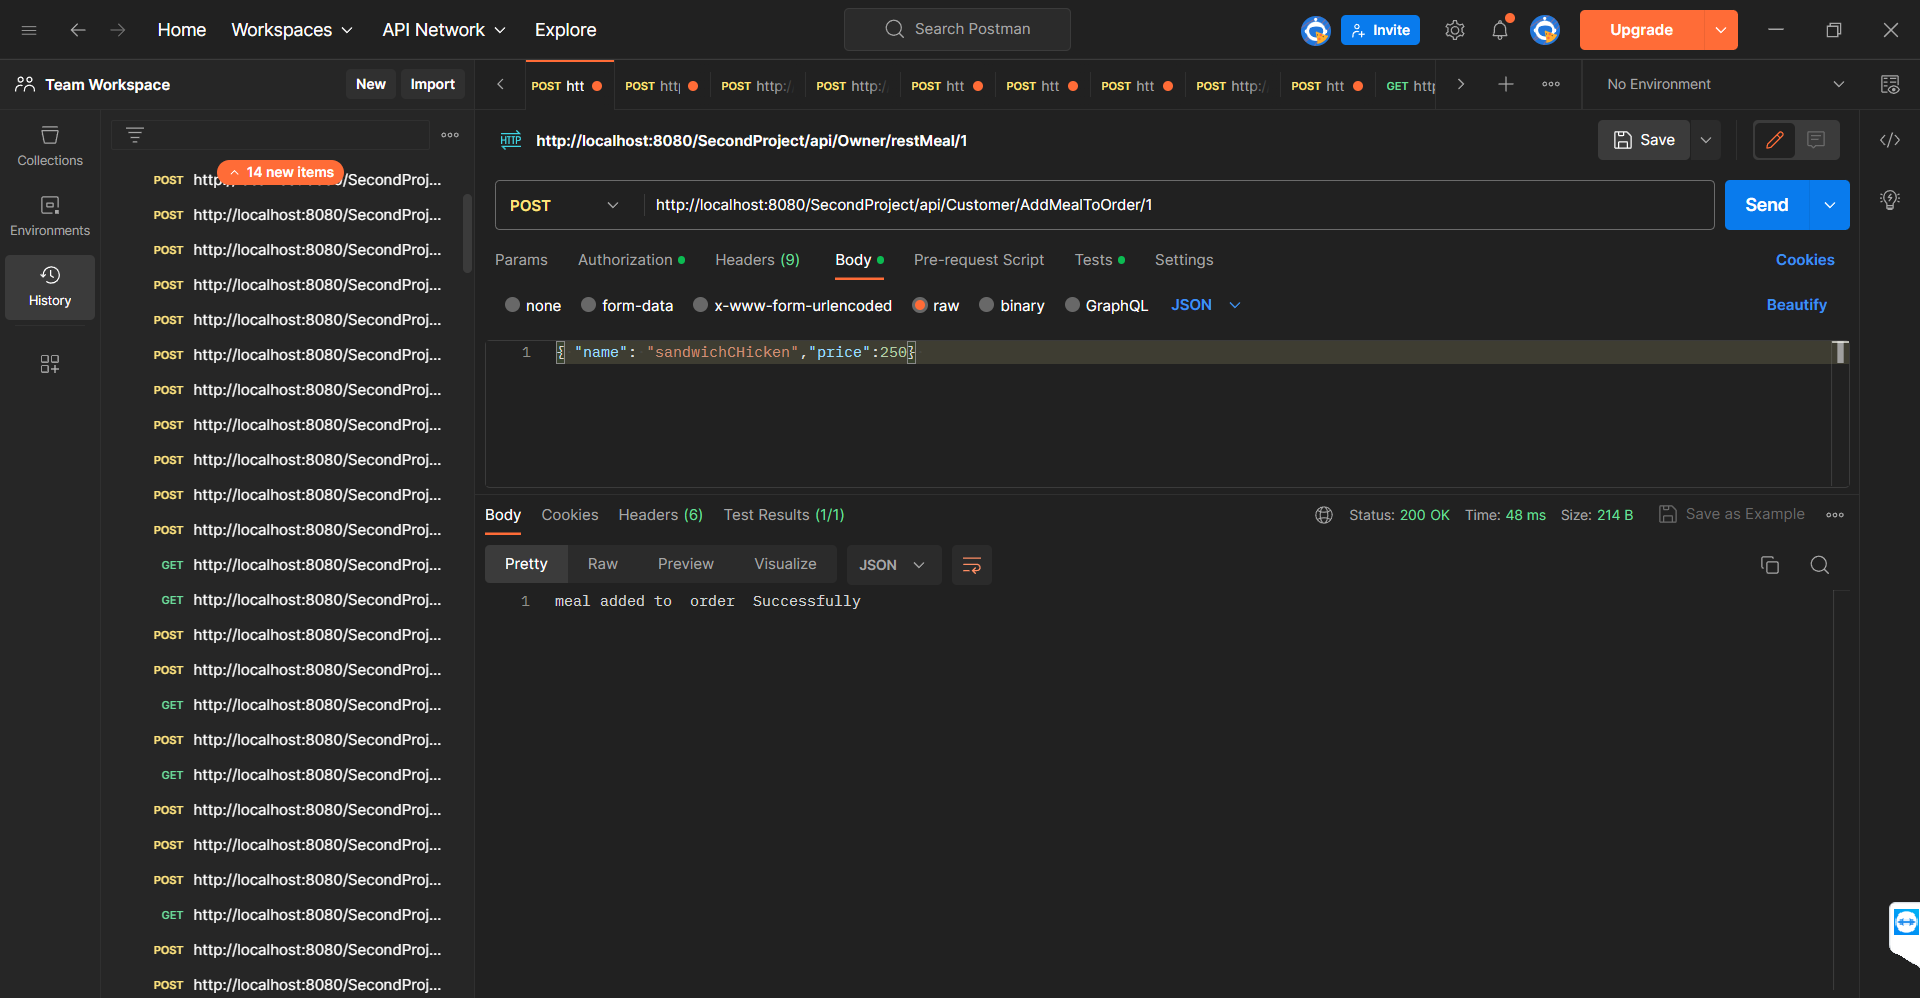 Home Workspaces API Network Explore Search Postman Invite Upgrade
Team Workspace New Import
POST htt POST htt POST http:/ POST http:/ POST htt POST htt POST htt POST http:/ POST htt GET http
No Environment
Collections
Environments
History
14 new items
POST http://localhost:8080/SecondProj...
POST http://localhost:8080/SecondProj...
POST http://localhost:8080/SecondProj...
POST http://localhost:8080/SecondProj...
POST http://localhost:8080/SecondProj...
POST http://localhost:8080/SecondProj...
POST http://localhost:8080/SecondProj...
POST http://localhost:8080/SecondProj...
POST http://localhost:8080/SecondProj...
POST http://localhost:8080/SecondProj...
POST http://localhost:8080/SecondProj...
GET http://localhost:8080/SecondProj...
GET http://localhost:8080/SecondProj...
POST http://localhost:8080/SecondProj...
POST http://localhost:8080/SecondProj...
GET http://localhost:8080/SecondProj...
POST http://localhost:8080/SecondProj...
GET http://localhost:8080/SecondProj...
POST http://localhost:8080/SecondProj...
POST http://localhost:8080/SecondProj...
POST http://localhost:8080/SecondProj...
GET http://localhost:8080/SecondProj...
POST http://localhost:8080/SecondProj...
POST http://localhost:8080/SecondProj...
HTTP http://localhost:8080/SecondProject/api/Owner/restMeal/1 Save
POST http://localhost:8080/SecondProject/api/Customer/AddMealToOrder/1 Send
Params Authorization Headers (9) Body Pre-request Script Tests Settings Cookies
none form-data x-www-form-urlencoded raw binary GraphQL JSON Beautify
1 { "name": "sandwichCHicken","price":250}
Body Cookies Headers (6) Test Results (1/1) Status: 200 OK Time: 48 ms Size: 214 B Save as Example
Pretty Raw Preview Visualize JSON
1 meal added to  order  Successfully